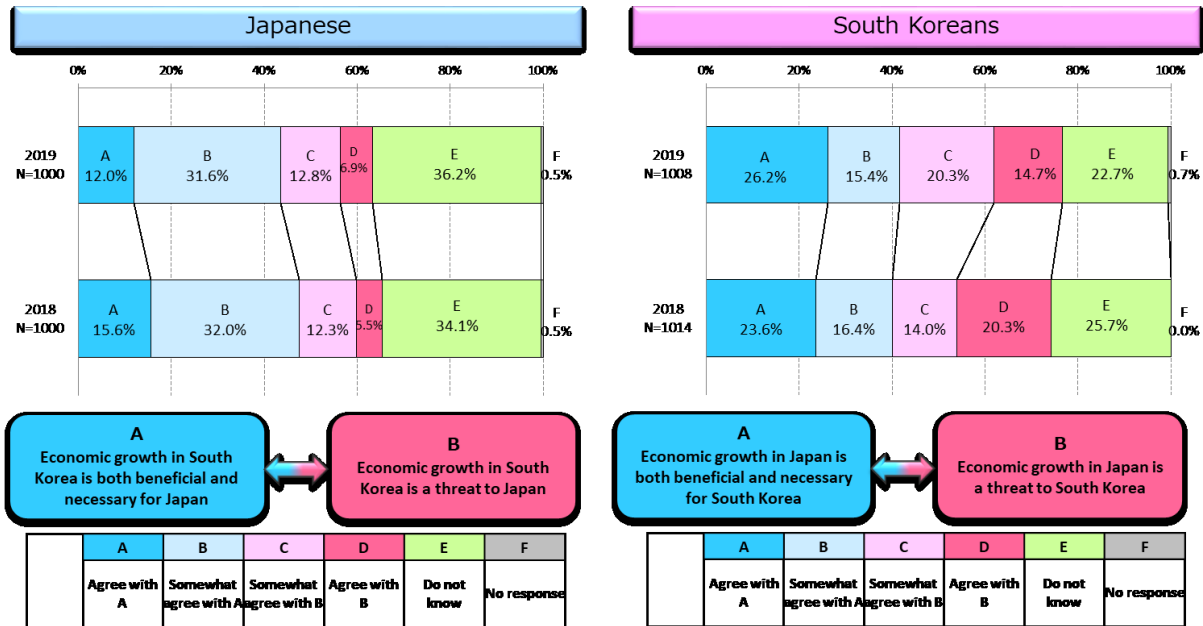 Japanese
0% 20% 40% 60% 80% 100%
2019
N=1000
A
12.0%
B
31.6%
C
12.8%
D
6.9%
E
36.2%
F
0.5%
2018
N=1000
A
15.6%
B
32.0%
C
12.3%
D
5.5%
E
34.1%
F
0.5%
A
Economic growth in South
Korea is both beneficial and
necessary for Japan
B
Economic growth in South
Korea is a threat to Japan
A B C D E F
Agree with
A
Somewhat
agree with A
Somewhat
agree with B
Agree with
B
Do not
know
No response
South Koreans
0% 20% 40% 60% 80% 100%
2019
N=1008
A
26.2%
B
15.4%
C
20.3%
D
14.7%
E
22.7%
F
0.7%
2018
N=1014
A
23.6%
B
16.4%
C
14.0%
D
20.3%
E
25.7%
F
0.0%
A
Economic growth in Japan is
both beneficial and necessary
for South Korea
B
Economic growth in Japan is
a threat to South Korea
A B C D E F
Agree with
A
Somewhat
agree with A
Somewhat
agree with B
Agree with
B
Do not
know
No response